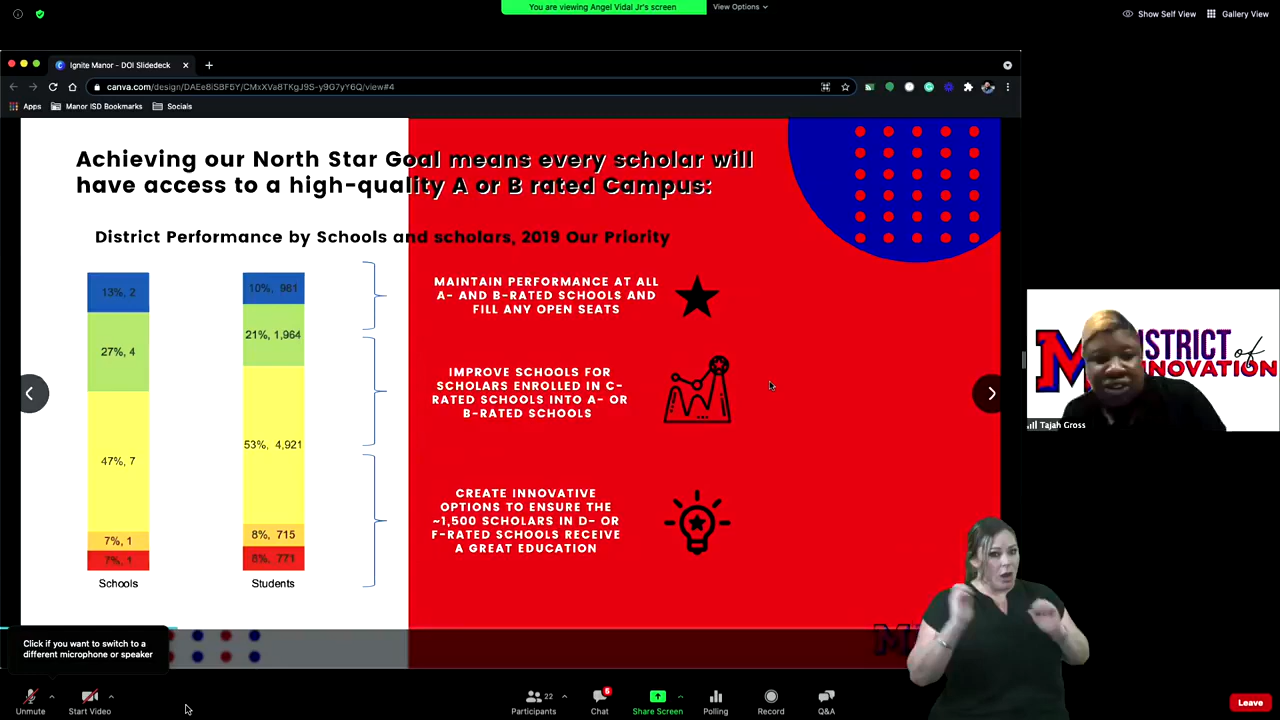 You are viewing Angel Vidal Jr's screen
View Options
Show Self View
Gallery View
Ignite Manor - DOI Slidedeck
canva.com/design/DAEe8iSBF5Y/CMxXVa8TKgJ9S-y9G7yY6Q/view#4
Apps
Manor ISD Bookmarks
Socials
Achieving our North Star Goal means every scholar will
have access to a high-quality A or B rated Campus:
District Performance by Schools and scholars, 2019 Our Priority
13%, 2
10%, 981
27%, 4
21%, 1,964
47%, 7
53%, 4,921
7%, 1
8%, 715
7%, 1
8%, 771
Schools
Students
MAINTAIN PERFORMANCE AT ALL
A- AND B-RATED SCHOOLS AND
FILL ANY OPEN SEATS
IMPROVE SCHOOLS FOR
SCHOLARS ENROLLED IN C-
RATED SCHOOLS INTO A- OR
B-RATED SCHOOLS
CREATE INNOVATIVE
OPTIONS TO ENSURE THE
~1,500 SCHOLARS IN D- OR
F-RATED SCHOOLS RECEIVE
A GREAT EDUCATION
M
ISTRICT
of
NNOVATION
Tajah Gross
Click if you want to switch to a
different microphone or speaker
Unmute
Start Video
22
Participants
6
Chat
Share Screen
Polling
Record
Q&A
Leave